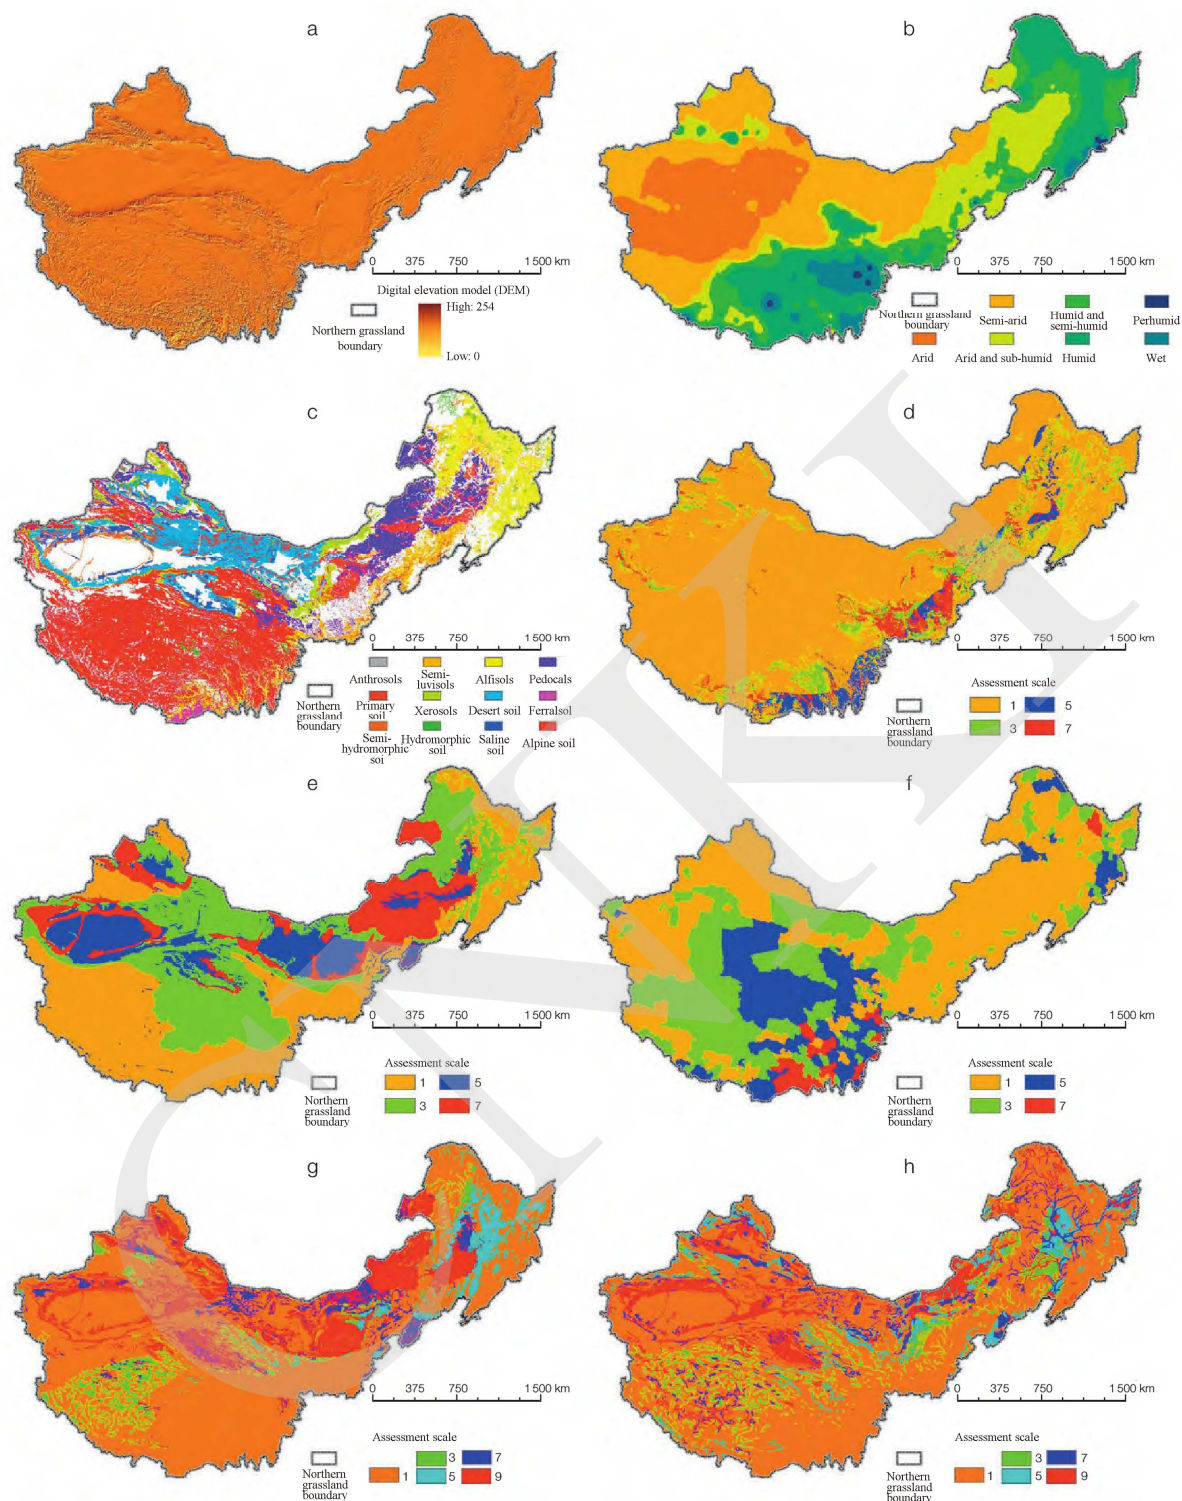 a
0 375 750 1 500 km
Digital elevation model (DEM)
High: 254
Northern grassland
boundary
Low: 0
b
0 375 750 1 500 km
Northern grassland
boundary
Semi-arid
Humid and
semi-humid
Perhumid
Arid
Arid and sub-humid
Humid
Wet
c
0 375 750 1 500 km
Northern
grassland
boundary
Anthrosols
Semi-
luvisols
Alfisols
Pedocals
Primary
soil
Xerosols
Desert soil
Ferralsol
Semi-
hydromorphic
soi
Hydromorphic
soil
Saline
soil
Alpine soil
d
0 375 750 1 500 km
Assessment scale
1 5
3 7
Northern
grassland
boundary
e
0 375 750 1 500 km
Assessment scale
1 5
3 7
Northern
grassland
boundary
f
0 375 750 1 500 km
Assessment scale
1 5
3 7
Northern
grassland
boundary
g
0 375 750 1 500 km
Assessment scale
3 7
1 5 9
Northern
grassland
boundary
h
0 375 750 1 500 km
Assessment scale
3 7
1 5 9
Northern
grassland
boundary
CNKI